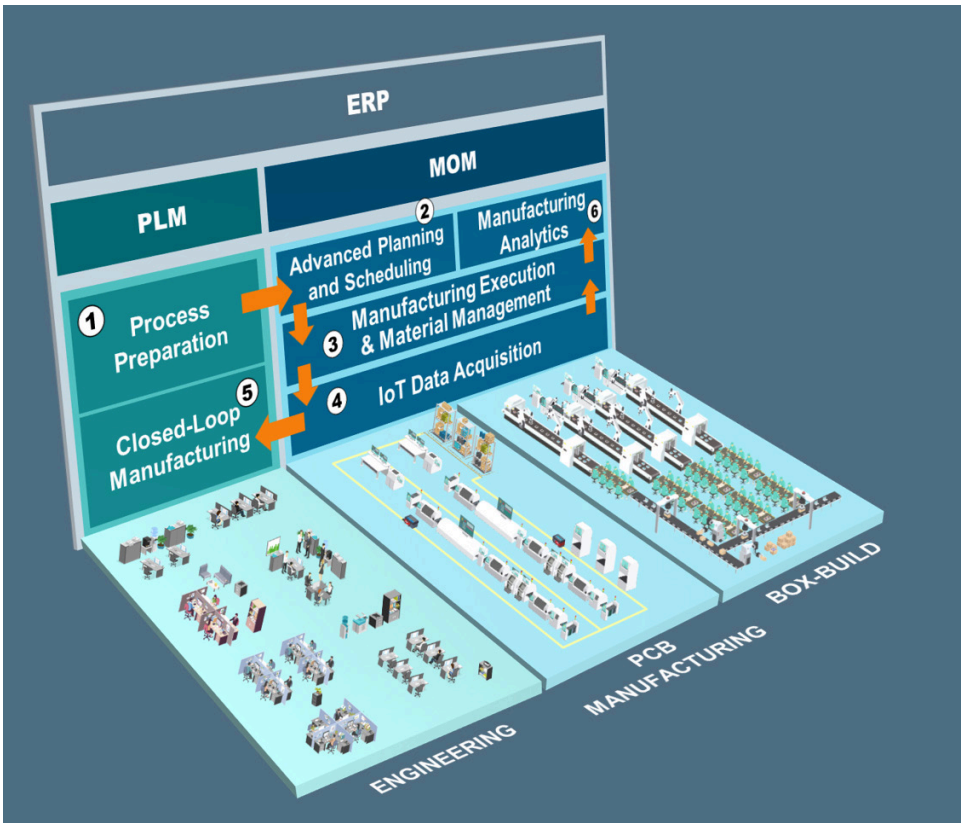 ERP
PLM
MOM
1
Process
Preparation
2
Advanced Planning
and Scheduling
Manufacturing
Analytics
6
3
Manufacturing Execution
& Material Management
4
IoT Data Acquisition
5
Closed-Loop
Manufacturing
ENGINEERING
PCB
MANUFACTURING
BOX-BUILD